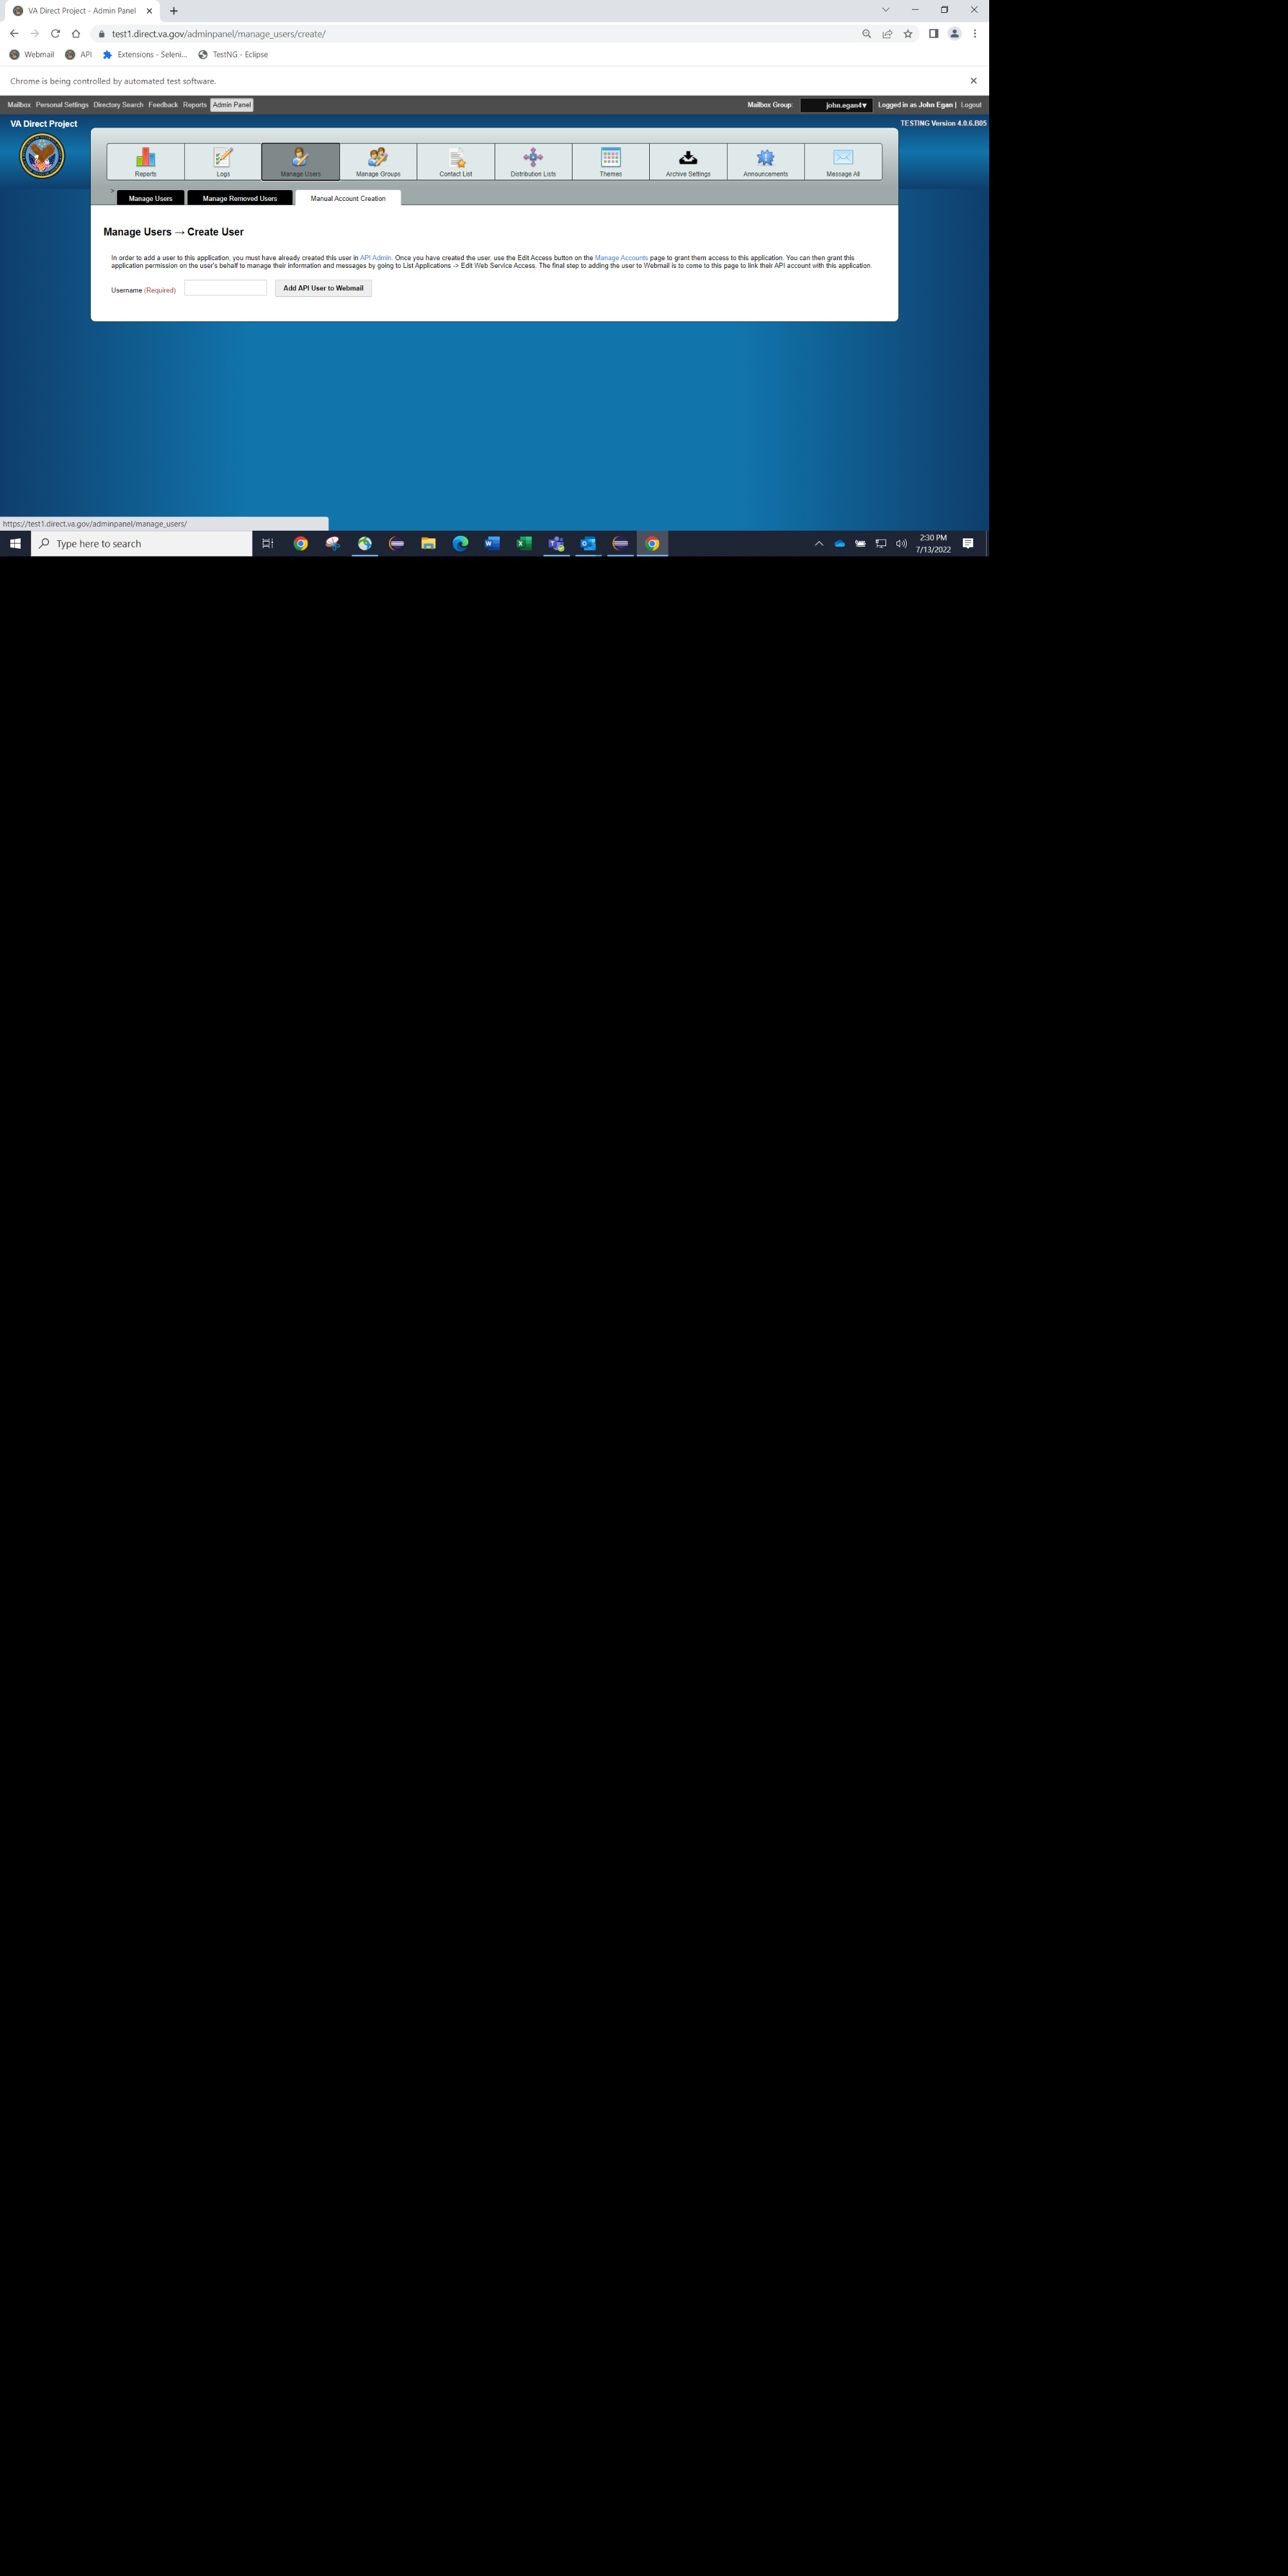 VA Direct Project - Admin Panel
test1.direct.va.gov/adminpanel/manage_users/create/
Webmail API Extensions - Seleni... TestNG - Eclipse
Chrome is being controlled by automated test software.
Mailbox Personal Settings Directory Search Feedback Reports Admin Panel Mailbox Group: john.egan4▾ Logged in as John Egan | Logout
VA Direct Project TESTING Version 4.0.6.B05
Reports Logs Manage Users Manage Groups Contact List Distribution Lists Themes Archive Settings Announcements Message All
>
Manage Users Manage Removed Users Manual Account Creation
Manage Users → Create User
In order to add a user to this application, you must have already created this user in API Admin. Once you have created the user, use the Edit Access button on the Manage Accounts page to grant them access to this application. You can then grant this
application permission on the user's behalf to manage their information and messages by going to List Applications -> Edit Web Service Access. The final step to adding the user to Webmail is to come to this page to link their API account with this application.
Username (Required) Add API User to Webmail
https://test1.direct.va.gov/adminpanel/manage_users/
Type here to search
2:30 PM
7/13/2022